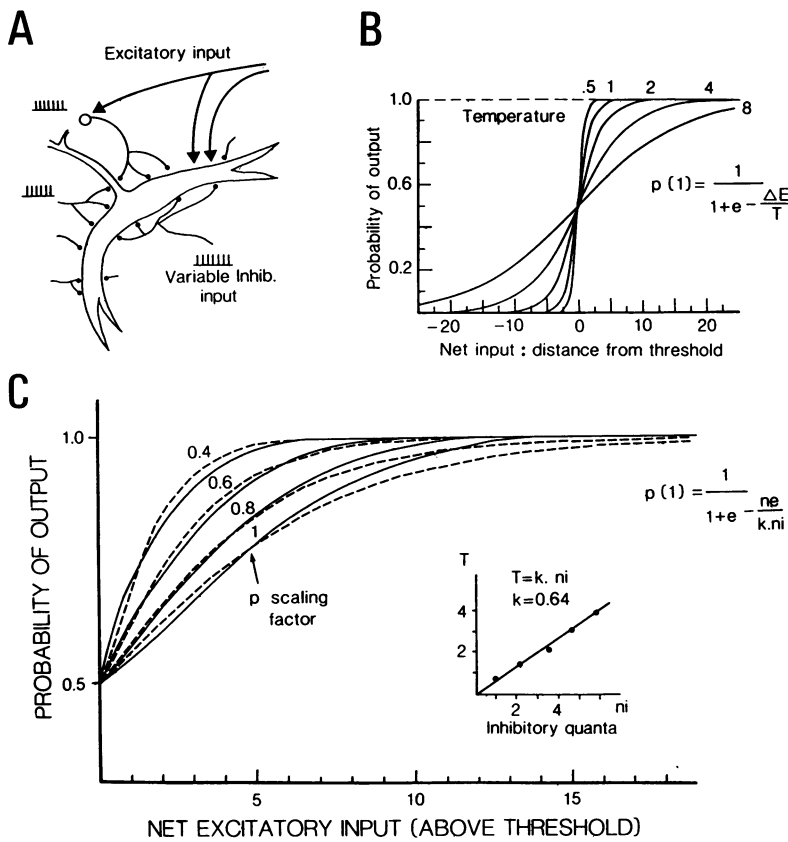 A
Excitatory input
Variable Inhib.
input
B
.5 1 2 4
8
Temperature
Probability of output
1.0
0.6
0.2
-20 -10 0 10 20
Net input : distance from threshold
p (1) = 1
1+e - ΔE
T
C
PROBABILITY OF OUTPUT
1.0
0.5
0.4
0.6
0.8
1
p scaling
factor
p (1) = 1
1+e - ne
k.ni
T
T=k. ni
k=0.64
4
2
2 4 ni
Inhibitory quanta
5 10 15
NET EXCITATORY INPUT (ABOVE THRESHOLD)